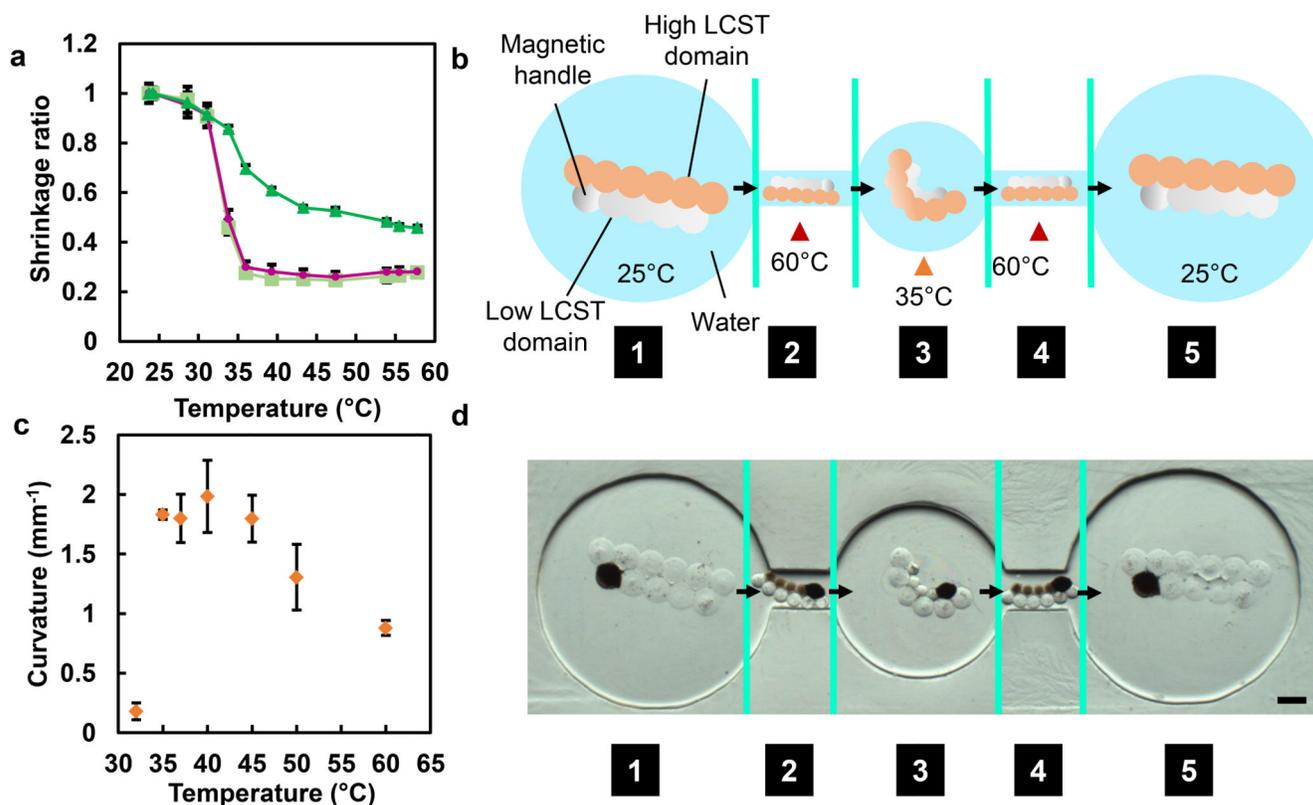 a
1.2
1
0.8
0.6
0.4
0.2
0
Shrinkage ratio
20 25 30 35 40 45 50 55 60
Temperature (°C)
b
Magnetic
handle
High LCST
domain
25°C
60°C
35°C
60°C
25°C
Low LCST
domain
Water
1 2 3 4 5
c
2.5
2
1.5
1
0.5
0
Curvature (mm⁻¹)
30 35 40 45 50 55 60 65
Temperature (°C)
d
1 2 3 4 5